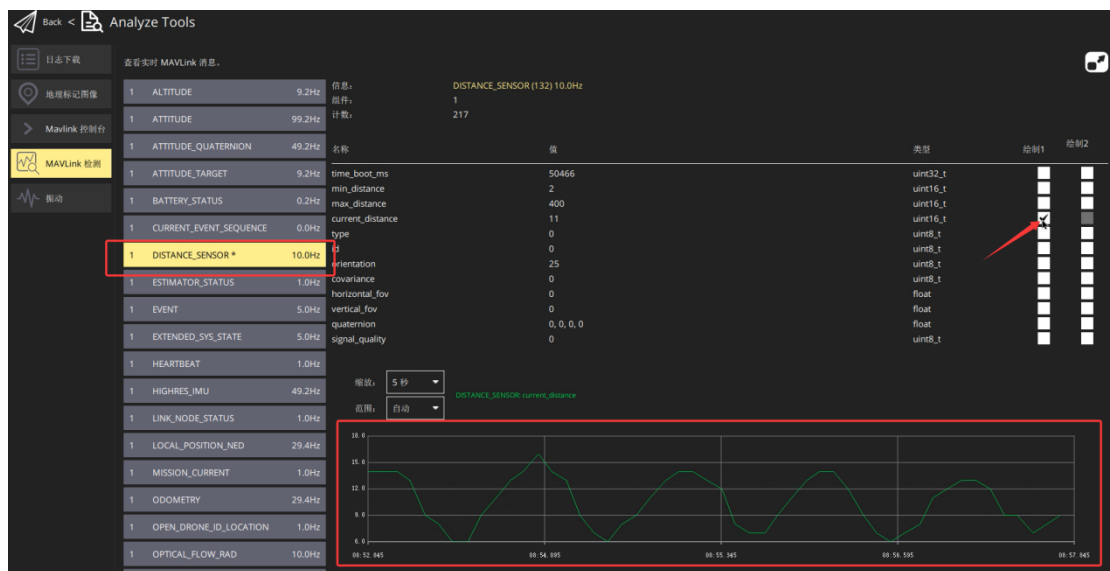 Back < Analyze Tools
日志下载
地理标记图像
Mavlink 控制台
MAVLink 检测
振动
查看实时 MAVLink 消息。
1 ALTITUDE 9.2Hz
1 ATTITUDE 99.2Hz
1 ATTITUDE_QUATERNION 49.2Hz
1 ATTITUDE_TARGET 9.2Hz
1 BATTERY_STATUS 0.2Hz
1 CURRENT_EVENT_SEQUENCE 0.0Hz
1 DISTANCE_SENSOR * 10.0Hz
1 ESTIMATOR_STATUS 1.0Hz
1 EVENT 5.0Hz
1 EXTENDED_SYS_STATE 5.0Hz
1 HEARTBEAT 1.0Hz
1 HIGHRES_IMU 49.2Hz
1 LINK_NODE_STATUS 1.0Hz
1 LOCAL_POSITION_NED 29.4Hz
1 MISSION_CURRENT 1.0Hz
1 ODOMETRY 29.4Hz
1 OPEN_DRONE_ID_LOCATION 1.0Hz
1 OPTICAL_FLOW_RAD 10.0Hz
信息: DISTANCE_SENSOR (132) 10.0Hz
组件: 1
计数: 217
名称 值 类型 绘制1 绘制2
time_boot_ms 50466 uint32_t
min_distance 2 uint16_t
max_distance 400 uint16_t
current_distance 11 uint16_t
type 0 uint8_t
id 0 uint8_t
orientation 25 uint8_t
covariance 0 uint8_t
horizontal_fov 0 float
vertical_fov 0 float
quaternion 0, 0, 0, 0 float
signal_quality 0 uint8_t
缩放: 5 秒
范围: 自动
DISTANCE_SENSOR: current_distance
18.0
15.0
12.0
9.0
6.0
08:52.845 08:54.095 08:55.345 08:56.595 08:57.845